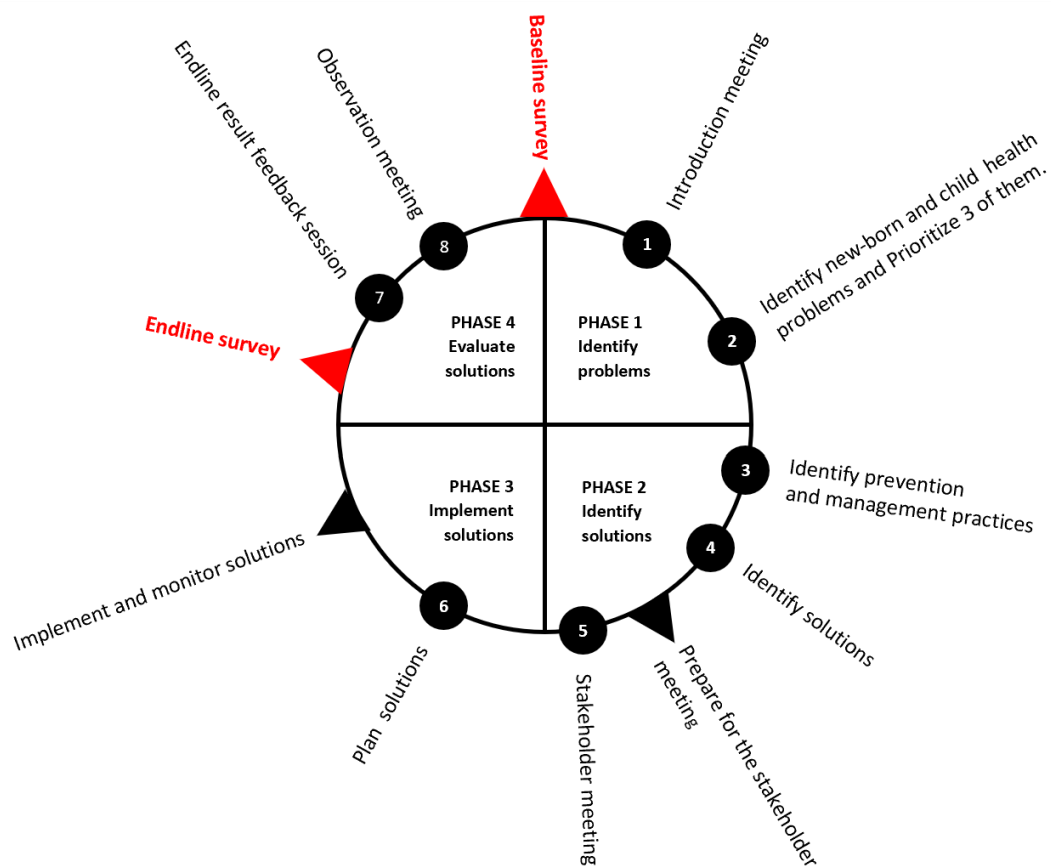 Baseline survey
Introduction meeting
1
Identify new-born and child health
problems and Prioritize 3 of them.
2
PHASE 1
Identify
problems
3
Identify prevention
and management practices
4
Identify solutions
PHASE 2
Identify
solutions
Prepare for the stakeholder
meeting
5
Stakeholder meeting
6
Plan solutions
PHASE 3
Implement
solutions
Implement and monitor solutions
Endline survey
7
Endline result feedback session
8
Observation meeting
PHASE 4
Evaluate
solutions